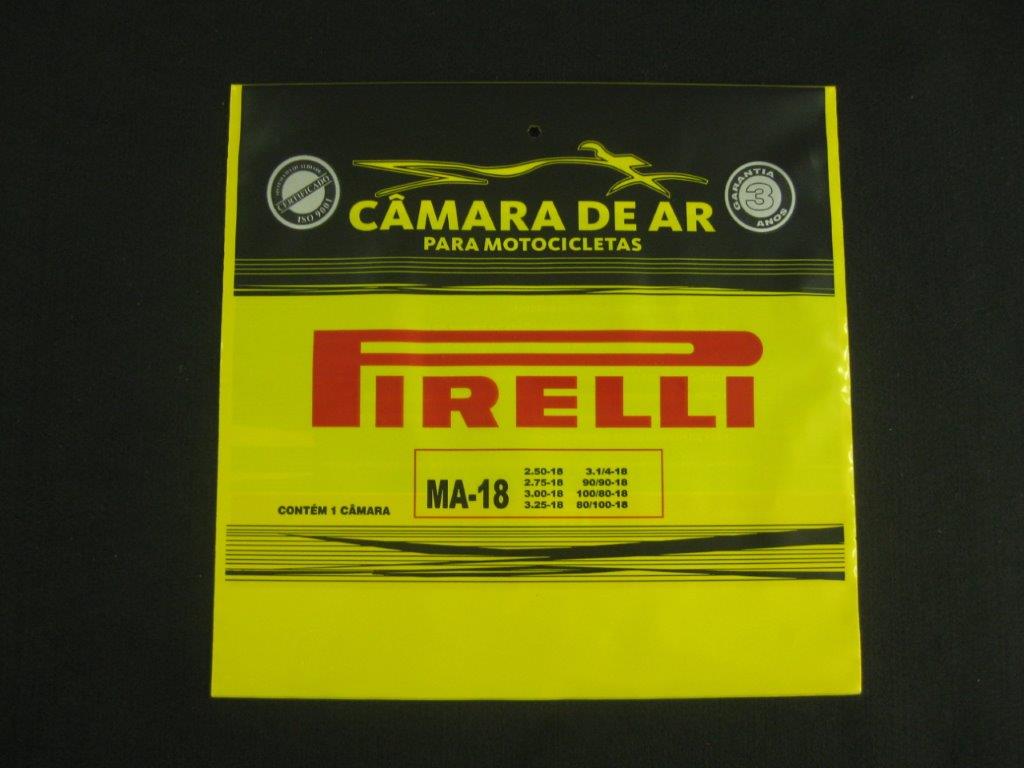 CERTIFICADO
ISO 9001
GARANTIA
3
ANOS
CÂMARA DE AR
PARA MOTOCICLETAS
PIRELLI
MA-18
2.50-18 3.1/4-18
2.75-18 90/90-18
3.00-18 100/80-18
3.25-18 80/100-18
CONTÉM 1 CÂMARA